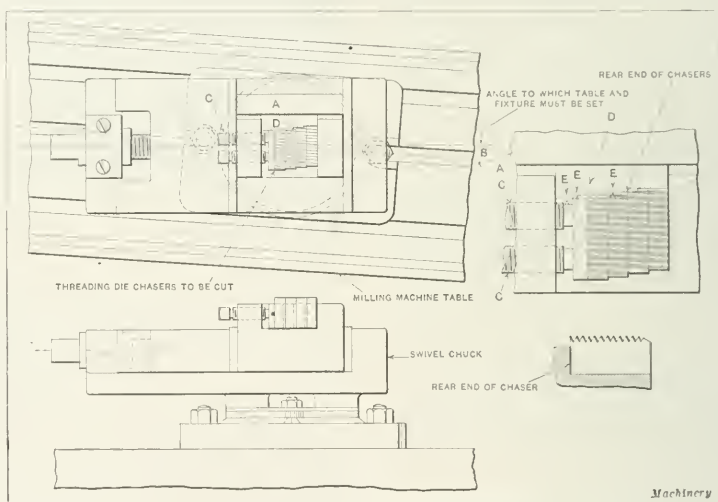 REAR END OF CHASERS
ANGLE TO WHICH TABLE AND
FIXTURE MUST BE SET
C
A
D
D
B
A
E
E
E
C
C
THREADING DIE CHASERS TO BE CUT
MILLING MACHINE TABLE
SWIVEL CHUCK
REAR END OF CHASER
Machinery